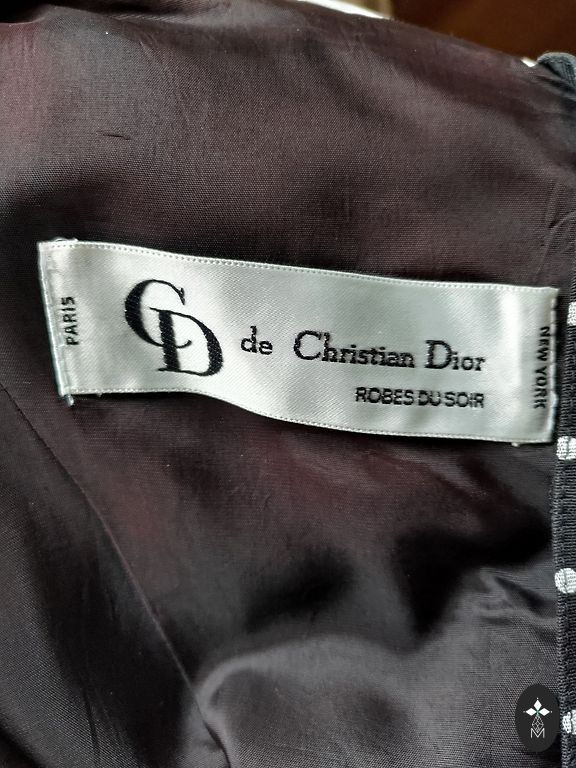 PARIS
CD de Christian Dior
ROBES DU SOIR
NEW YORK
M